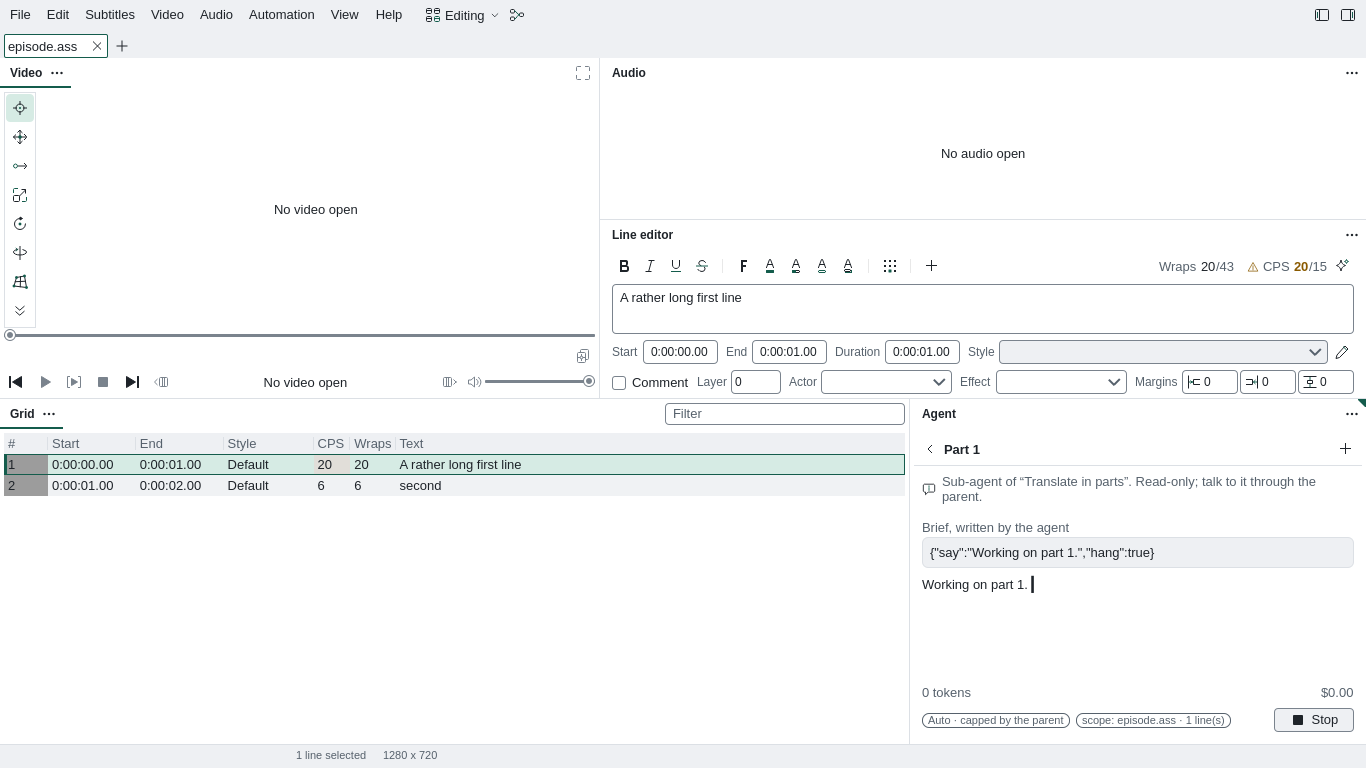 File Edit Subtitles Video Audio Automation View Help Editing
episode.ass
Video
No video open
No video open
Audio
No audio open
Line editor
B I U S F A A A A Wraps 20/43 CPS 20/15
A rather long first line
Start 0:00:00.00 End 0:00:01.00 Duration 0:00:01.00 Style
Comment Layer 0 Actor Effect Margins 0 0 0
Grid Filter
# Start End Style CPS Wraps Text
1 0:00:00.00 0:00:01.00 Default 20 20 A rather long first line
2 0:00:01.00 0:00:02.00 Default 6 6 second
Agent
Part 1
Sub-agent of “Translate in parts”. Read-only; talk to it through the
parent.
Brief, written by the agent
{"say":"Working on part 1.","hang":true}
Working on part 1.
0 tokens $0.00
Auto · capped by the parent scope: episode.ass · 1 line(s) Stop
1 line selected 1280 x 720